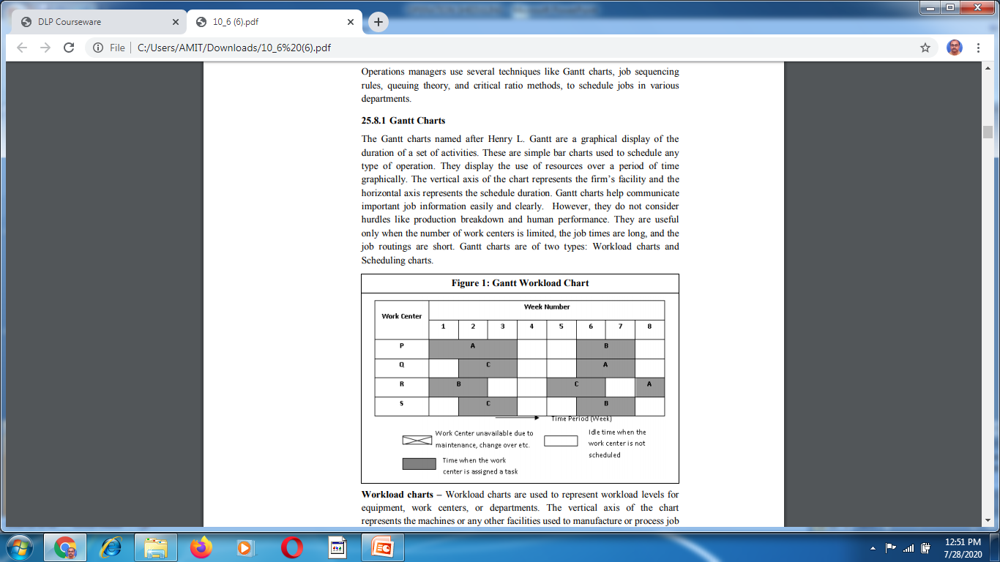 DLP Courseware
10_6 (6).pdf
File
C:/Users/AMIT/Downloads/10_6%20(6).pdf
Operations managers use several techniques like Gantt charts, job sequencing
rules, queuing theory, and critical ratio methods, to schedule jobs in various
departments.
25.8.1 Gantt Charts
The Gantt charts named after Henry L. Gantt are a graphical display of the
duration of a set of activities. These are simple bar charts used to schedule any
type of operation. They display the use of resources over a period of time
graphically. The vertical axis of the chart represents the firm's facility and the
horizontal axis represents the schedule duration. Gantt charts help communicate
important job information easily and clearly. However, they do not consider
hurdles like production breakdown and human performance. They are useful
only when the number of work centers is limited, the job times are long, and the
job routings are short. Gantt charts are of two types: Workload charts and
Scheduling charts.
Figure 1: Gantt Workload Chart
Work Center
Week Number
1 2 3 4 5 6 7 8
P A B
Q C A
R B C A
S C B
Time Period (Week)
Work Center unavailable due to
maintenance, change over etc.
Idle time when the
work center is not
scheduled
Time when the work
center is assigned a task
Workload charts – Workload charts are used to represent workload levels for
equipment, work centers, or departments. The vertical axis of the chart
represents the machines or any other facilities used to manufacture or process job
12:51 PM
7/28/2020